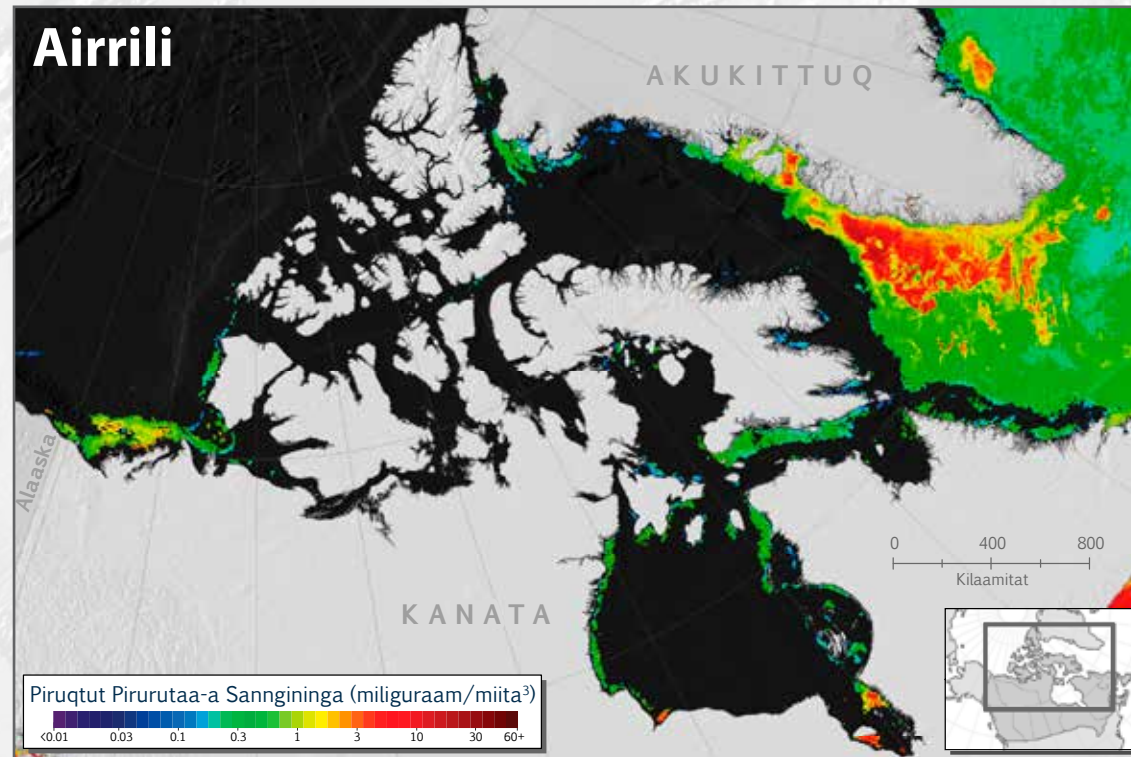 Airrili
AKUKITTUQ
Alaaska
KANATA
0 400 800
Kilaamitat
Piruqtut Pirurutaa-a Sanngininga (miliguraam/miita³)
<0.01 0.03 0.1 0.3 1 3 10 30 60+